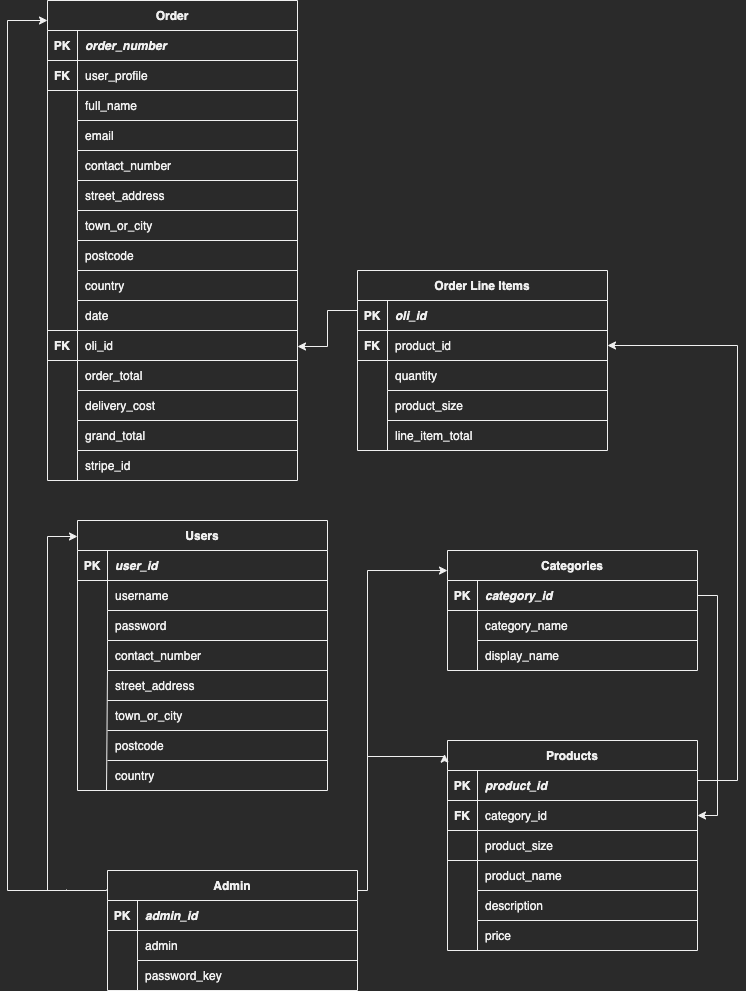 Order
PK order_number
FK user_profile
full_name
email
contact_number
street_address
town_or_city
postcode
country
date
FK oli_id
order_total
delivery_cost
grand_total
stripe_id
Order Line Items
PK oli_id
FK product_id
quantity
product_size
line_item_total
Users
PK user_id
username
password
contact_number
street_address
town_or_city
postcode
country
Categories
PK category_id
category_name
display_name
Products
PK product_id
FK category_id
product_size
product_name
description
price
Admin
PK admin_id
admin
password_key